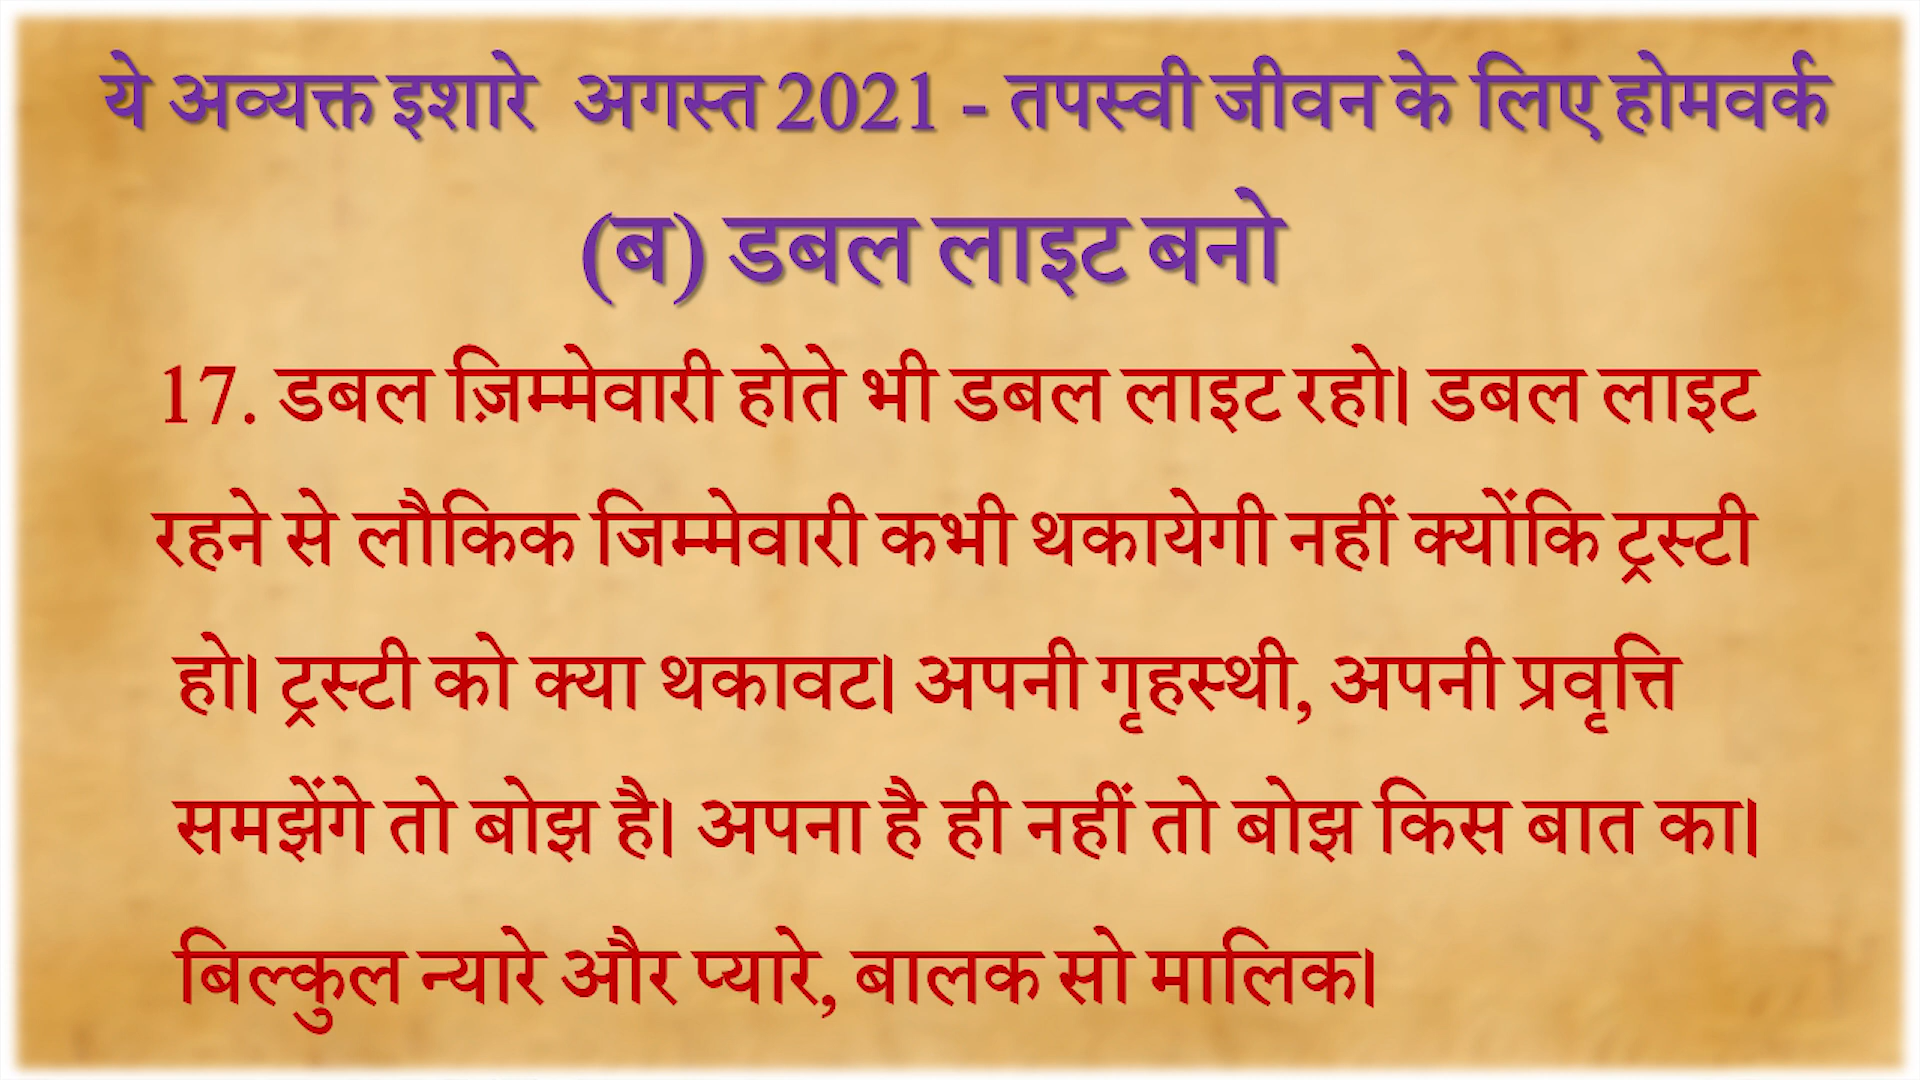 ये अव्यक्त इशारे अगस्त 2021 - तपस्वी जीवन के लिए होमवर्क
(ब) डबल लाइट बनो
17. डबल ज़िम्मेवारी होते भी डबल लाइट रहो। डबल लाइट
रहने से लौकिक जिम्मेवारी कभी थकायेगी नहीं क्योंकि ट्रस्टी
हो। ट्रस्टी को क्या थकावट। अपनी गृहस्थी, अपनी प्रवृत्ति
समझेंगे तो बोझ है। अपना है ही नहीं तो बोझ किस बात का।
बिल्कुल न्यारे और प्यारे, बालक सो मालिक।